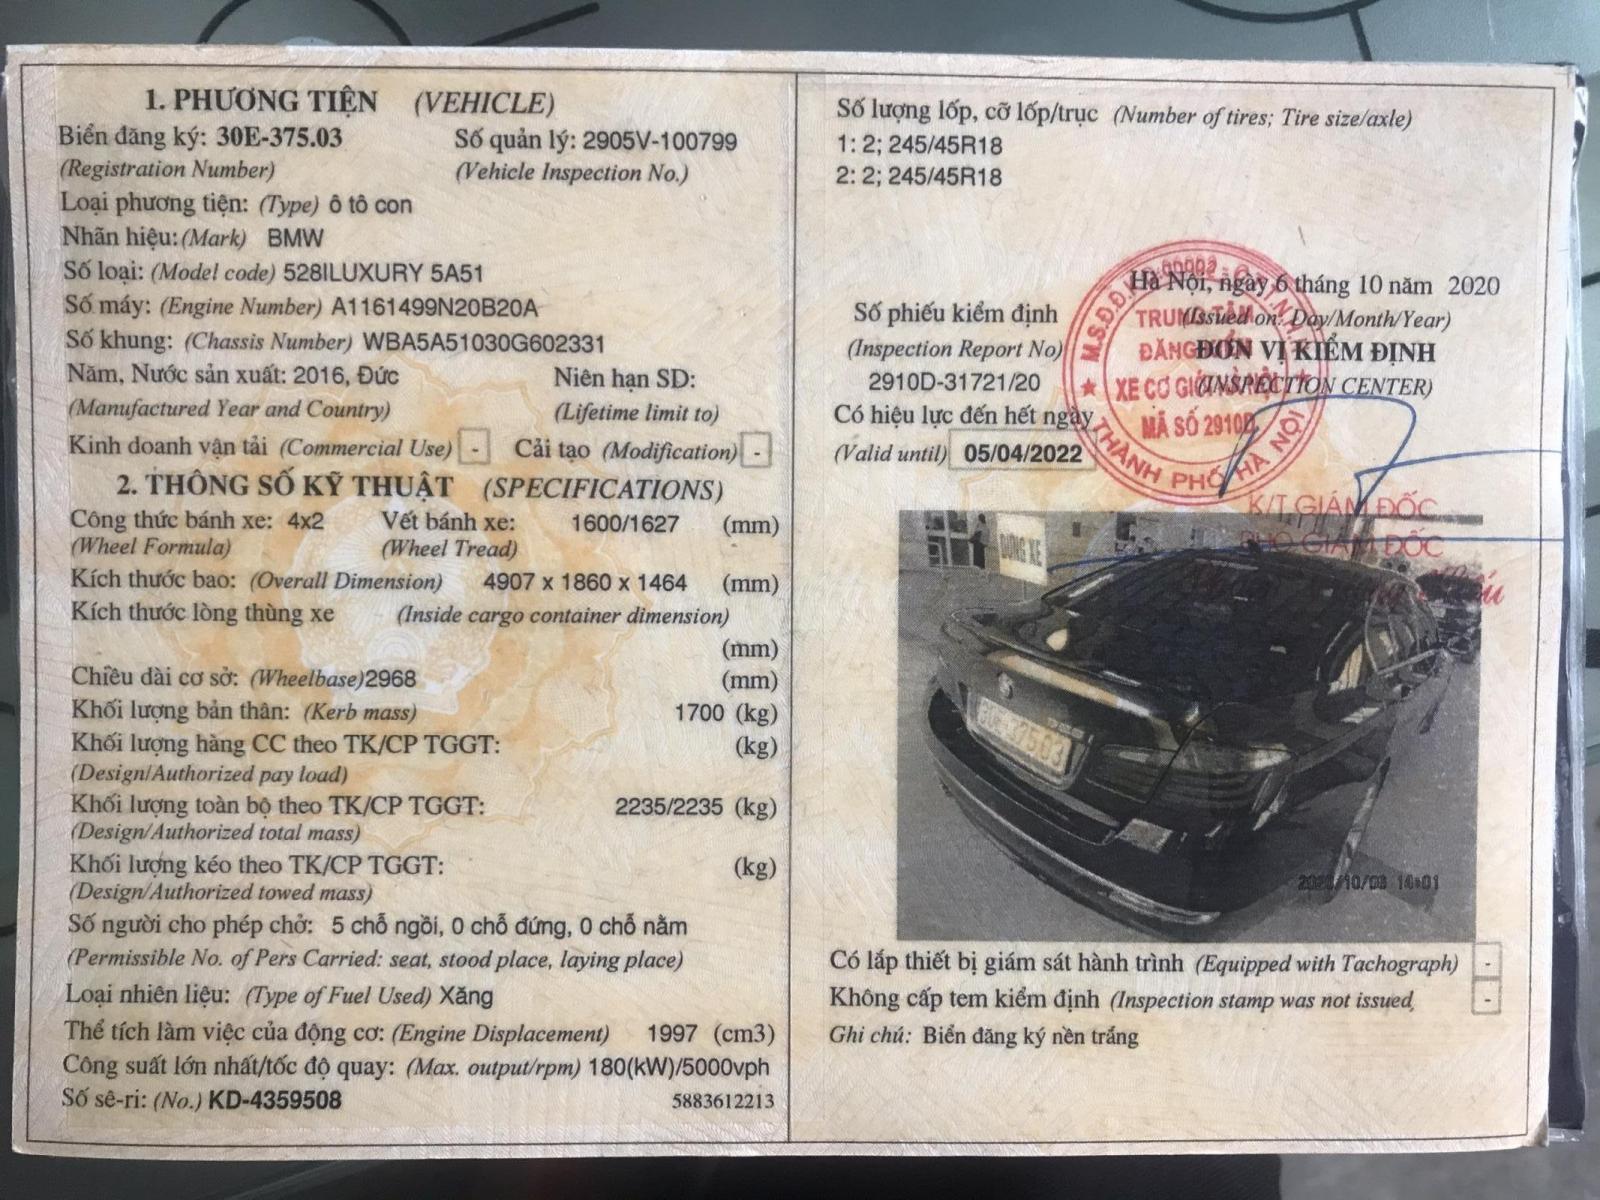 1. PHƯƠNG TIỆN (VEHICLE)
Biển đăng ký: 30E-375.03 Số quản lý: 2905V-100799
(Registration Number) (Vehicle Inspection No.)
Loại phương tiện: (Type) ô tô con
Nhãn hiệu: (Mark) BMW
Số loại: (Model code) 528ILUXURY 5A51
Số máy: (Engine Number) A1161499N20B20A
Số khung: (Chassis Number) WBA5A51030G602331
Năm, Nước sản xuất: 2016, Đức Niên hạn SD:
(Manufactured Year and Country) (Lifetime limit to)
Kinh doanh vận tải (Commercial Use) - Cải tạo (Modification) -
2. THÔNG SỐ KỸ THUẬT (SPECIFICATIONS)
Công thức bánh xe: 4x2 Vết bánh xe: 1600/1627 (mm)
(Wheel Formula) (Wheel Tread)
Kích thước bao: (Overall Dimension) 4907 x 1860 x 1464 (mm)
Kích thước lòng thùng xe (Inside cargo container dimension)
(mm)
Chiều dài cơ sở: (Wheelbase)2968 (mm)
Khối lượng bản thân: (Kerb mass) 1700 (kg)
Khối lượng hàng CC theo TK/CP TGGT: (kg)
(Design/Authorized pay load)
Khối lượng toàn bộ theo TK/CP TGGT: 2235/2235 (kg)
(Design/Authorized total mass)
Khối lượng kéo theo TK/CP TGGT: (kg)
(Design/Authorized towed mass)
Số người cho phép chở: 5 chỗ ngồi, 0 chỗ đứng, 0 chỗ nằm
(Permissible No. of Pers Carried: seat, stood place, laying place)
Loại nhiên liệu: (Type of Fuel Used) Xăng
Thể tích làm việc của động cơ: (Engine Displacement) 1997 (cm3)
Công suất lớn nhất/tốc độ quay: (Max. output/rpm) 180(kW)/5000vph
Số sê-ri: (No.) KD-4359508 5883612213
Số lượng lốp, cỡ lốp/trục (Number of tires; Tire size/axle)
1: 2; 245/45R18
2: 2; 245/45R18
Hà Nội, ngày 6 tháng 10 năm 2020
(Issued on: Day/Month/Year)
Số phiếu kiểm định
(Inspection Report No)
2910D-31721/20
ĐƠN VỊ KIỂM ĐỊNH
(INSPECTION CENTER)
Có hiệu lực đến hết ngày
(Valid until) 05/04/2022
TRUNG TÂM
ĐĂNG
XE CƠ GIỚI HÀ NỘI
MÃ SỐ 2910D
THÀNH PHỐ HÀ NỘI
K/T GIÁM ĐỐC
PHÓ GIÁM ĐỐC
DỪNG XE
375.03
14:01
Có lắp thiết bị giám sát hành trình (Equipped with Tachograph) -
Không cấp tem kiểm định (Inspection stamp was not issued, -
Ghi chú: Biển đăng ký nền trắng